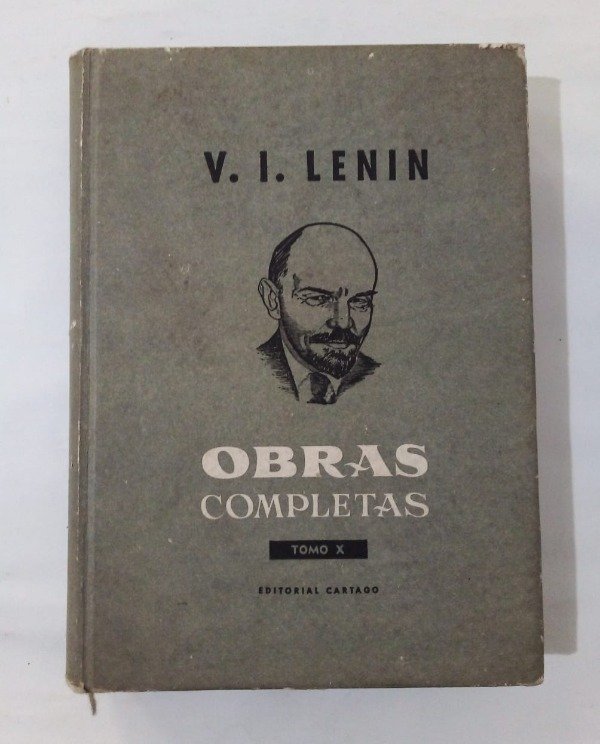 V. I. LENIN
OBRAS
COMPLETAS
TOMO X
EDITORIAL CARTAGO